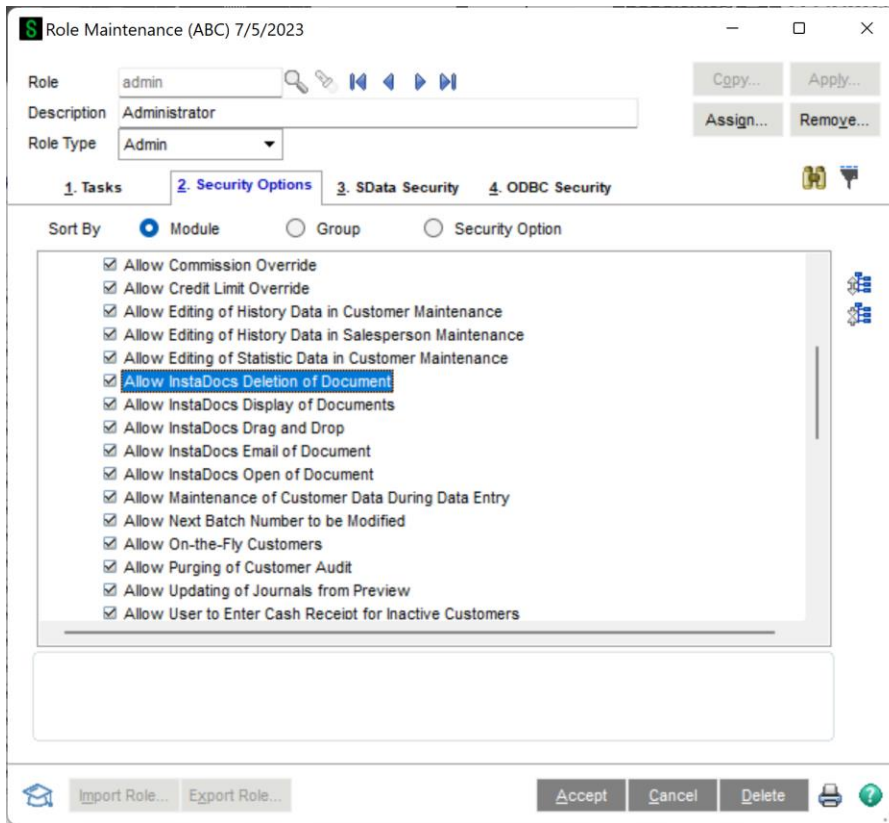 S Role Maintenance (ABC) 7/5/2023
Role admin Copy... Apply...
Description Administrator Assign... Remove...
Role Type Admin
1. Tasks 2. Security Options 3. SData Security 4. ODBC Security
Sort By Module Group Security Option
Allow Commission Override
Allow Credit Limit Override
Allow Editing of History Data in Customer Maintenance
Allow Editing of History Data in Salesperson Maintenance
Allow Editing of Statistic Data in Customer Maintenance
Allow InstaDocs Deletion of Document
Allow InstaDocs Display of Documents
Allow InstaDocs Drag and Drop
Allow InstaDocs Email of Document
Allow InstaDocs Open of Document
Allow Maintenance of Customer Data During Data Entry
Allow Next Batch Number to be Modified
Allow On-the-Fly Customers
Allow Purging of Customer Audit
Allow Updating of Journals from Preview
Allow User to Enter Cash Receipt for Inactive Customers
Import Role... Export Role... Accept Cancel Delete ?